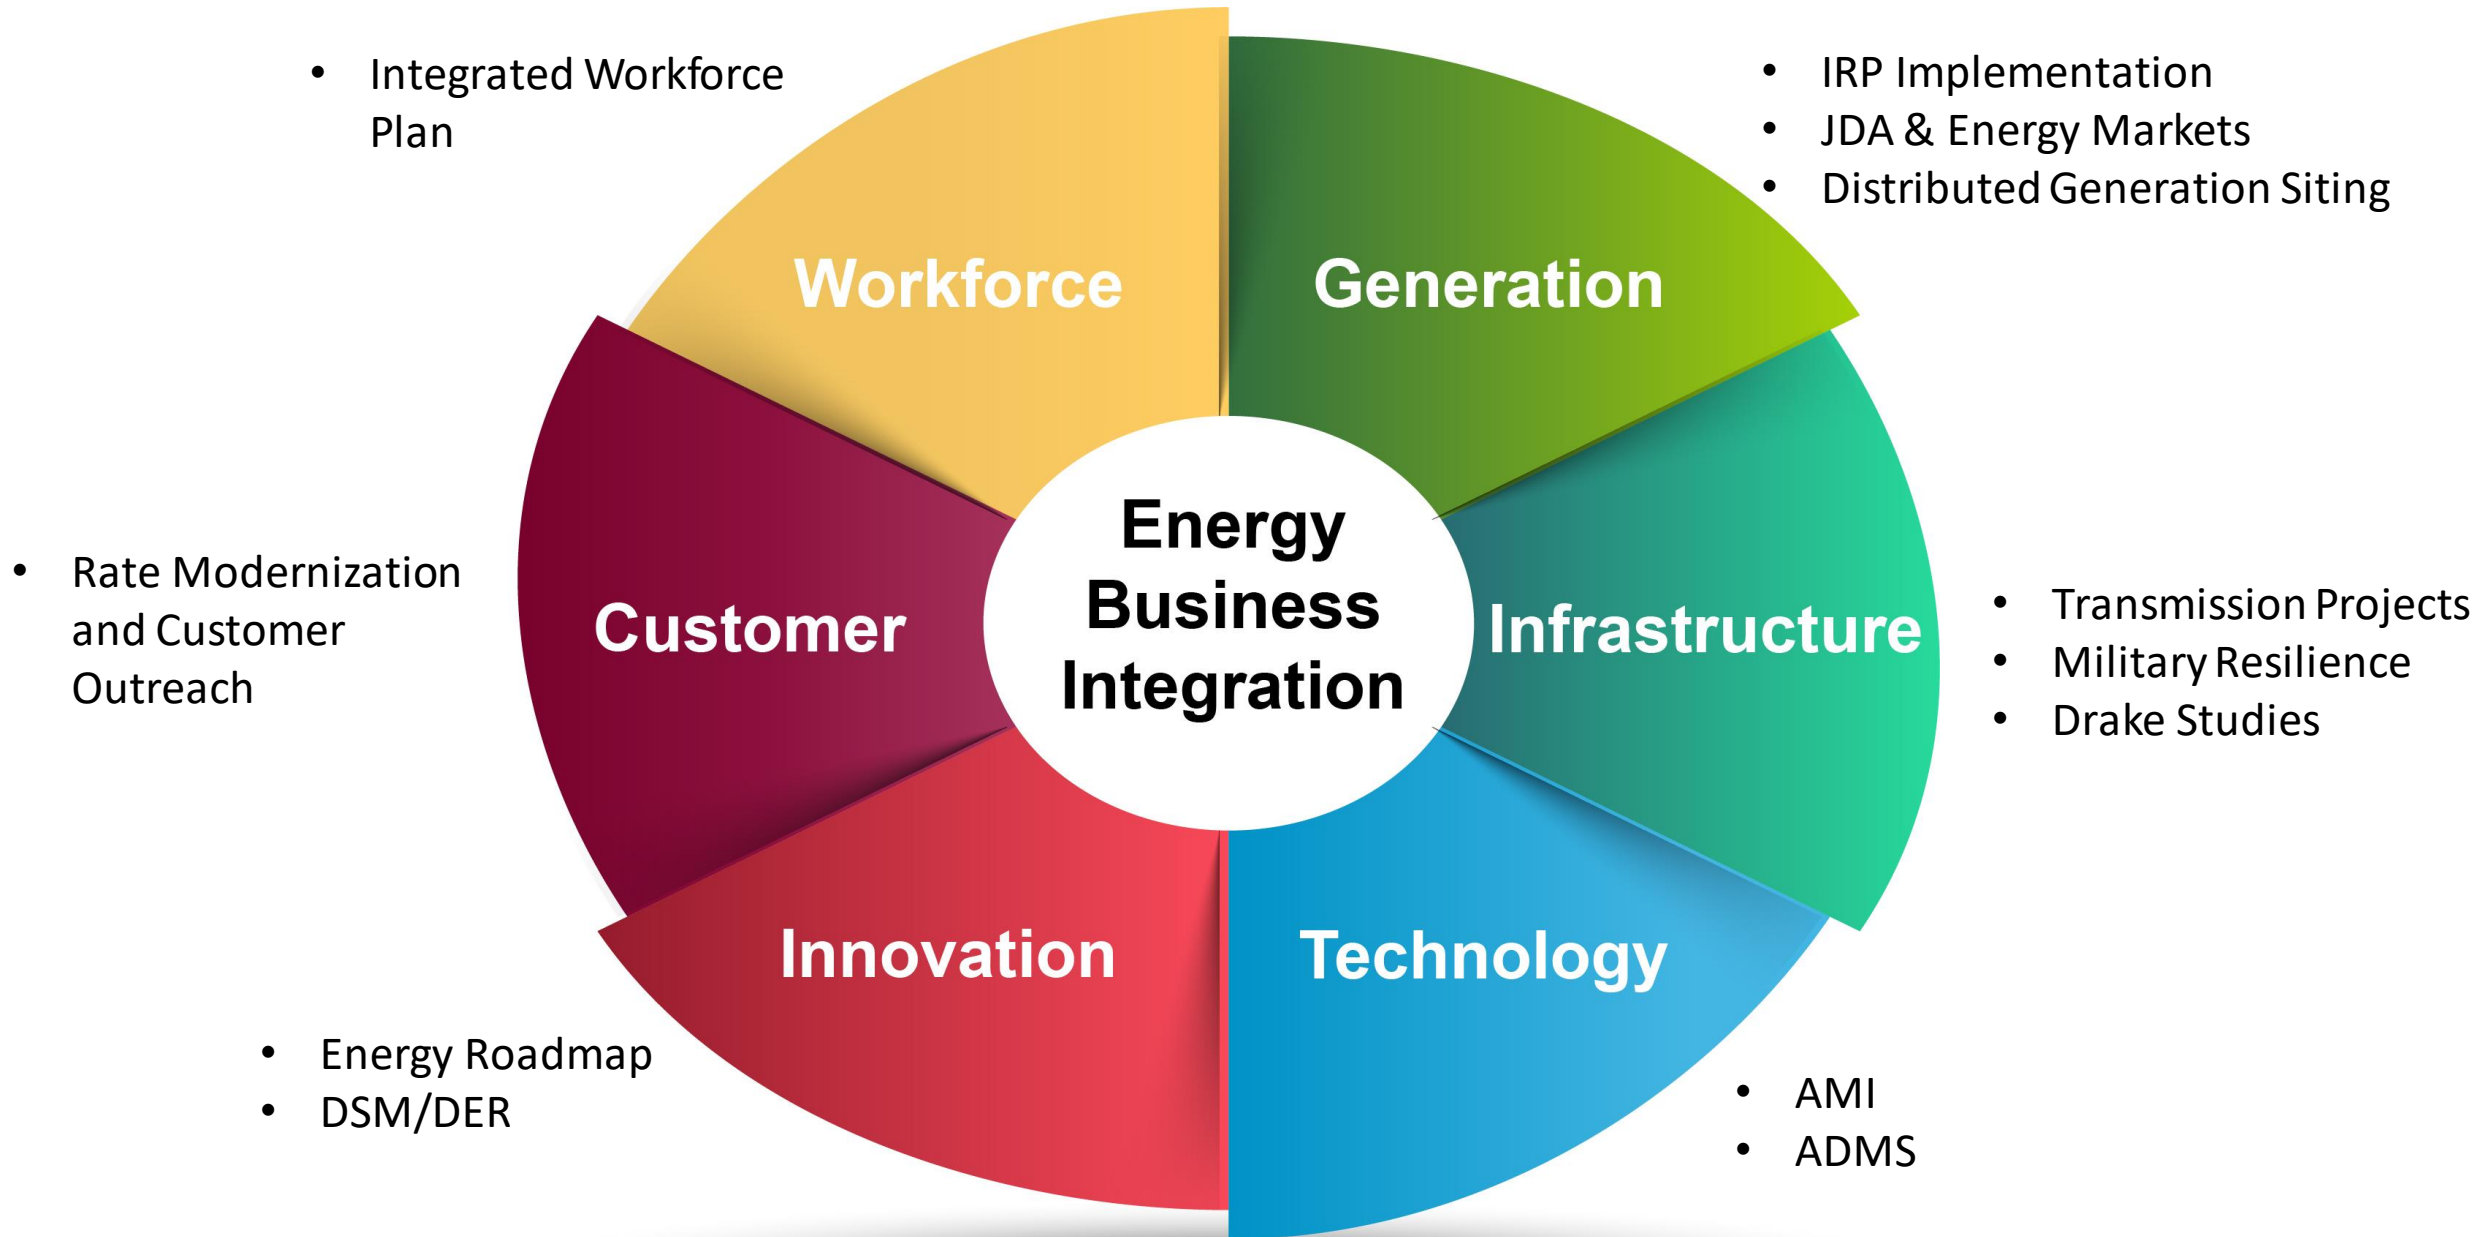 • Integrated Workforce
Plan
• IRP Implementation
• JDA & Energy Markets
• Distributed Generation Siting
Workforce
Generation
• Rate Modernization
and Customer
Outreach
Customer
Energy
Business
Integration
Infrastructure
• Transmission Projects
• Military Resilience
• Drake Studies
Innovation
Technology
• Energy Roadmap
• DSM/DER
• AMI
• ADMS